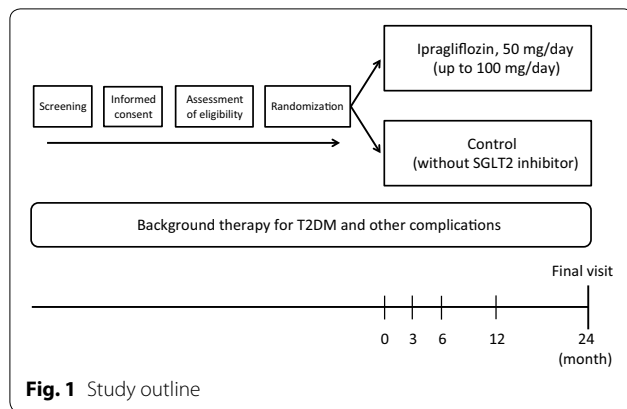 Ipragliflozin, 50 mg/day
(up to 100 mg/day)
Screening
Informed
consent
Assessment
of eligibility
Randomization
Control
(without SGLT2 inhibitor)
Background therapy for T2DM and other complications
Final visit
0 3 6 12 24
(month)
Fig. 1 Study outline